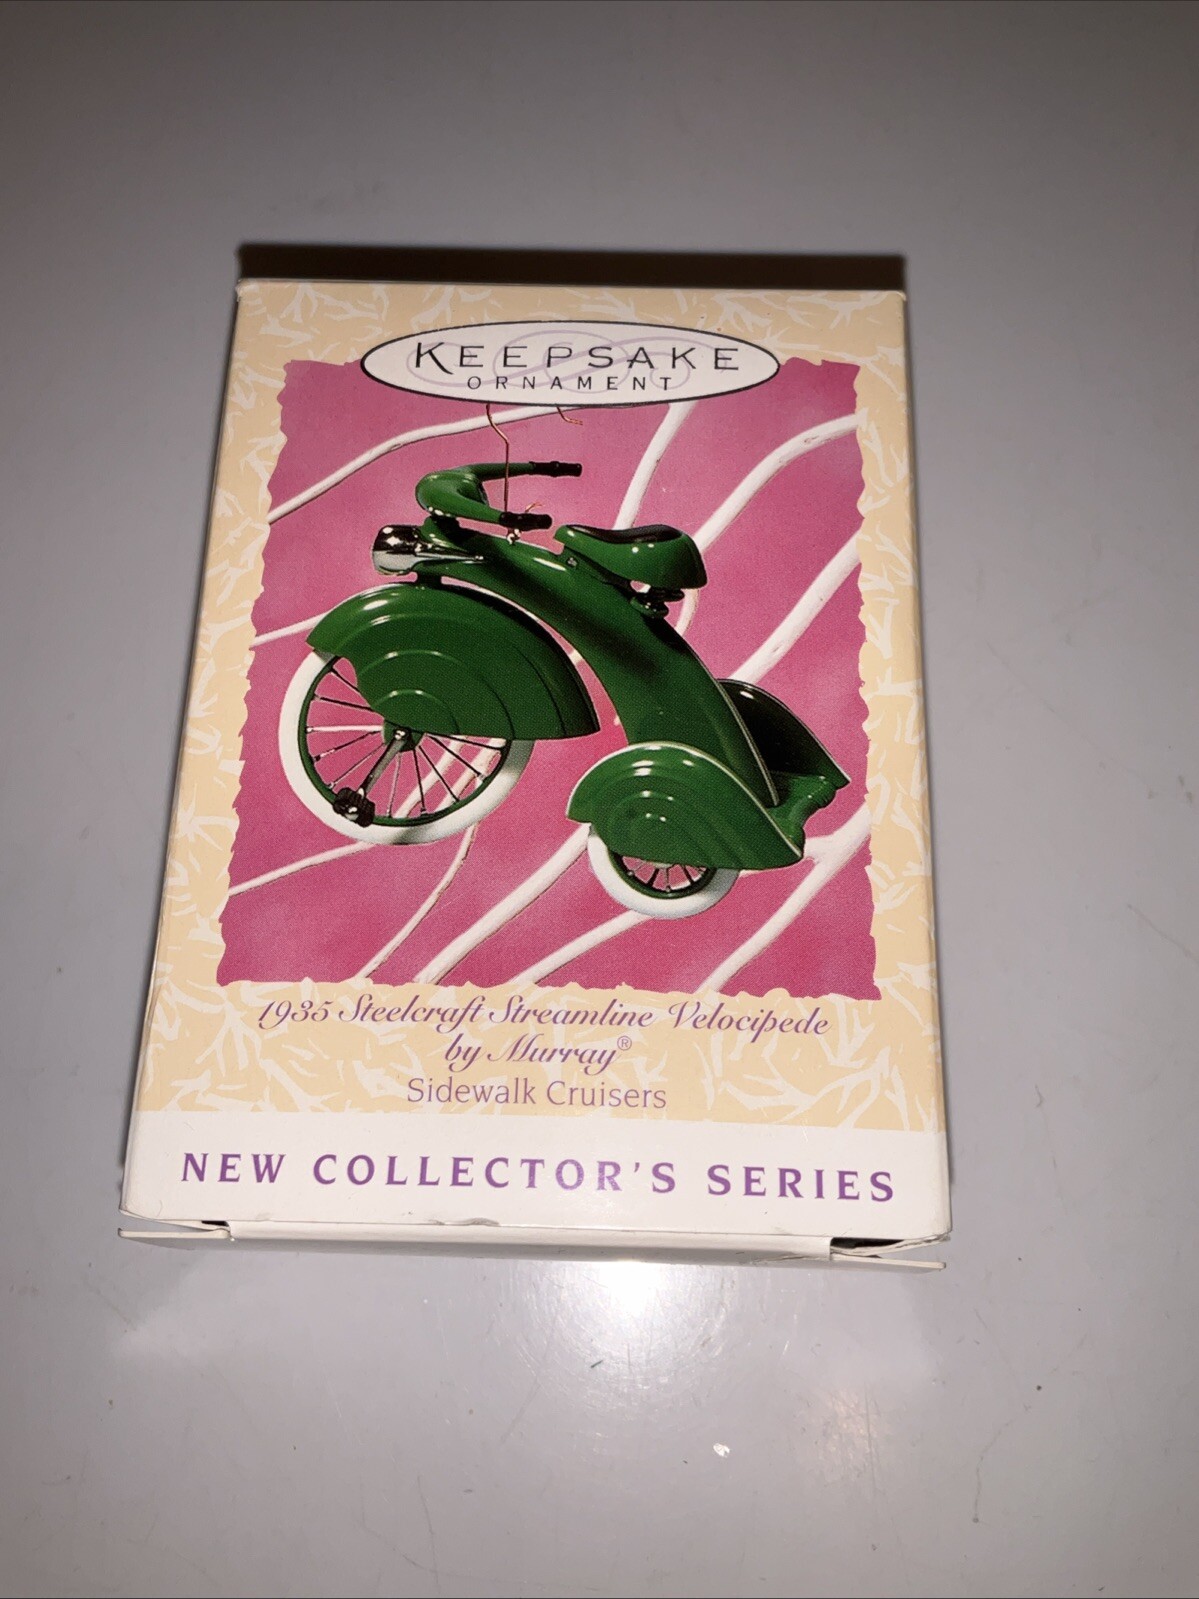 KEEPSAKE
ORNAMENT
1935 Steelcraft Streamline Velocipede
by Murray®
Sidewalk Cruisers
NEW COLLECTOR'S SERIES